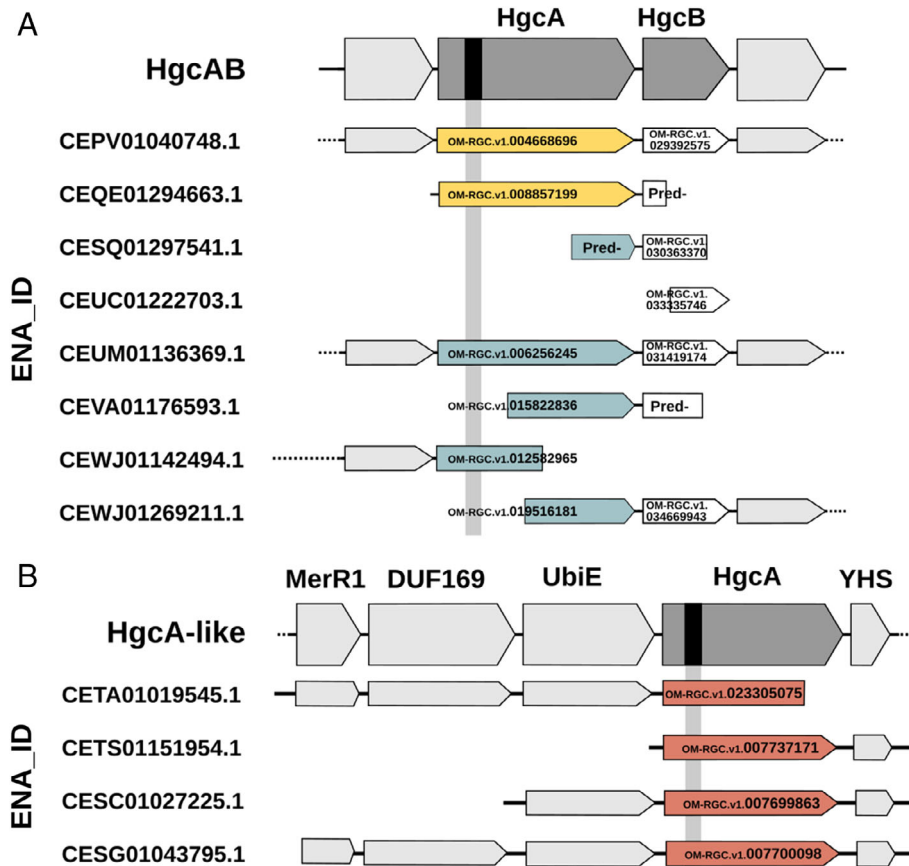 A
HgcA HgcB
HgcAB
ENA_ID
CEPV01040748.1 OM-RGC.v1.004668696 OM-RGC.v1. 029392575
CEQE01294663.1 OM-RGC.v1.008857199 Pred-
CESQ01297541.1 Pred- OM-RGC.v1. 030363370
CEUC01222703.1 OM-RGC.v1. 033335746
CEUM01136369.1 OM-RGC.v1.006256245 OM-RGC.v1. 031419174
CEVA01176593.1 OM-RGC.v1.015822836 Pred-
CEWJ01142494.1 OM-RGC.v1.012582965
CEWJ01269211.1 OM-RGC.v1.019516181 OM-RGC.v1. 034669943
B
MerR1 DUF169 UbiE HgcA YHS
HgcA-like
ENA_ID
CETA01019545.1 OM-RGC.v1.023305075
CETS01151954.1 OM-RGC.v1.007737171
CESC01027225.1 OM-RGC.v1.007699863
CESG01043795.1 OM-RGC.v1.007700098